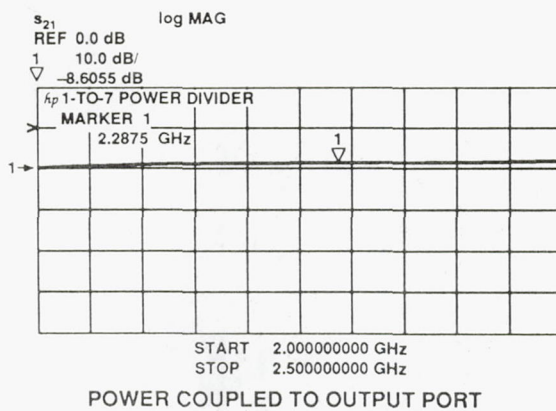 S21 log MAG
REF 0.0 dB
1 10.0 dB/
▽ –8.6055 dB
hp 1-TO-7 POWER DIVIDER
MARKER 1
2.2875 GHz
1
1
START 2.000000000 GHz
STOP 2.500000000 GHz
POWER COUPLED TO OUTPUT PORT